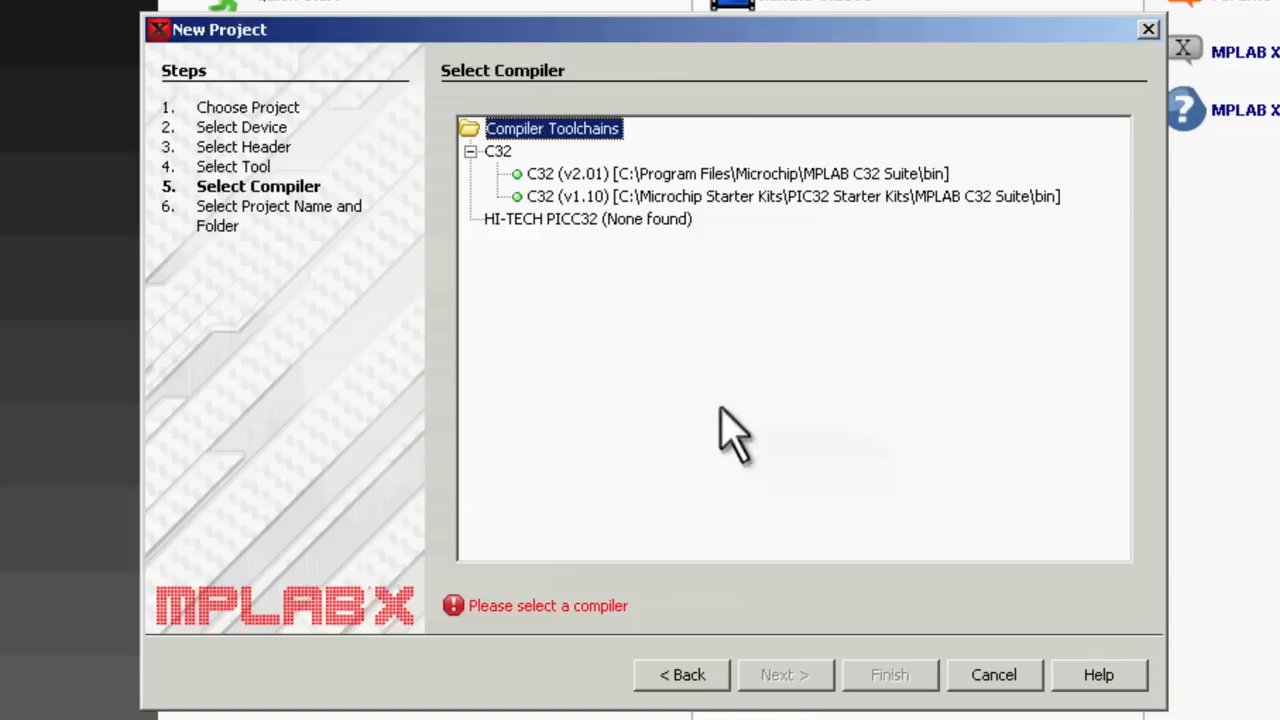 New Project
Steps
1. Choose Project
2. Select Device
3. Select Header
4. Select Tool
5. Select Compiler
6. Select Project Name and
Folder
MPLAB X
Select Compiler
Compiler Toolchains
C32
C32 (v2.01) [C:\Program Files\Microchip\MPLAB C32 Suite\bin]
C32 (v1.10) [C:\Microchip Starter Kits\PIC32 Starter Kits\MPLAB C32 Suite\bin]
HI-TECH PICC32 (None found)
Please select a compiler
< Back
Next >
Finish
Cancel
Help
MPLAB X
MPLAB X